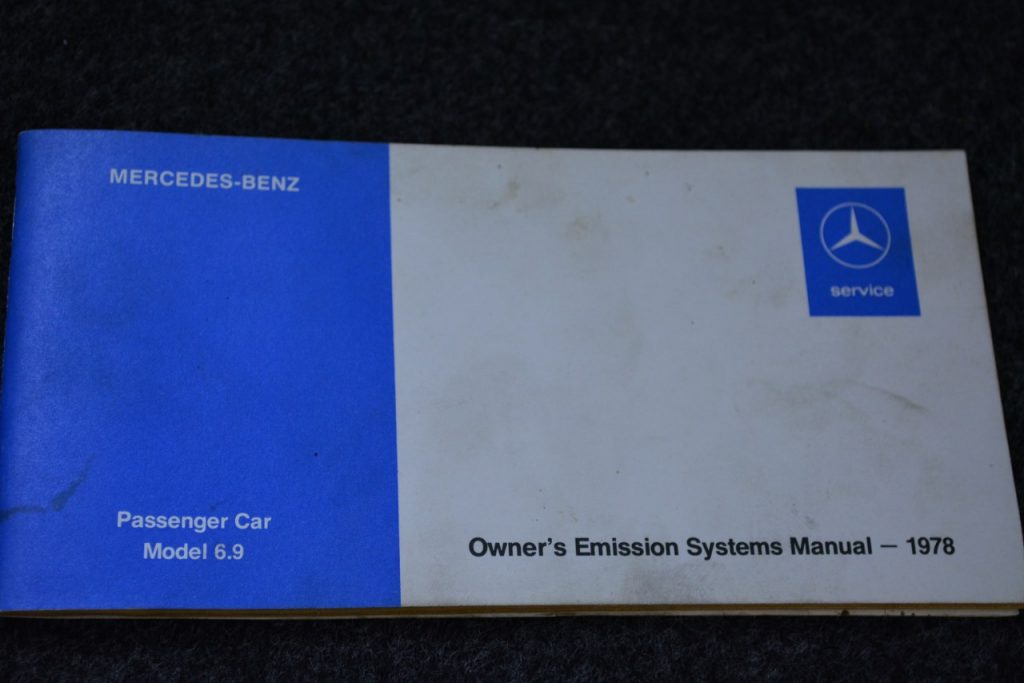 MERCEDES-BENZ
service
Passenger Car
Model 6.9
Owner's Emission Systems Manual – 1978